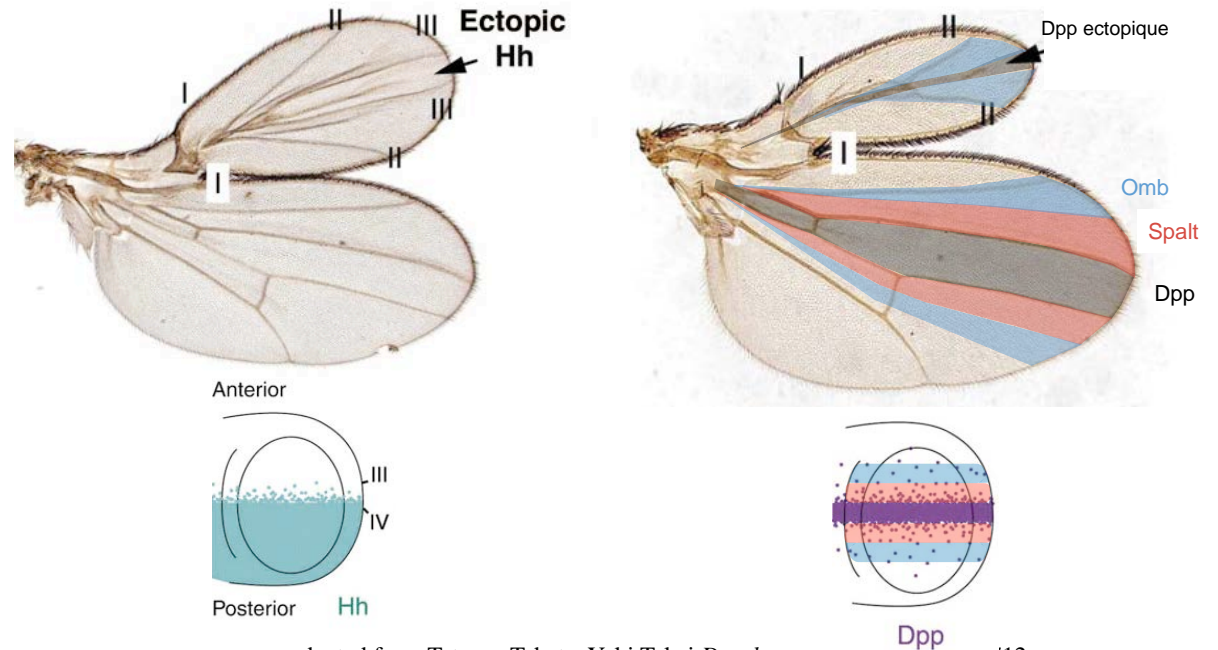 II
III
Ectopic
Hh
I
III
II
I
II
Dpp ectopique
I
II
I
Omb
Spalt
Dpp
Anterior
III
IV
Posterior
Hh
Dpp